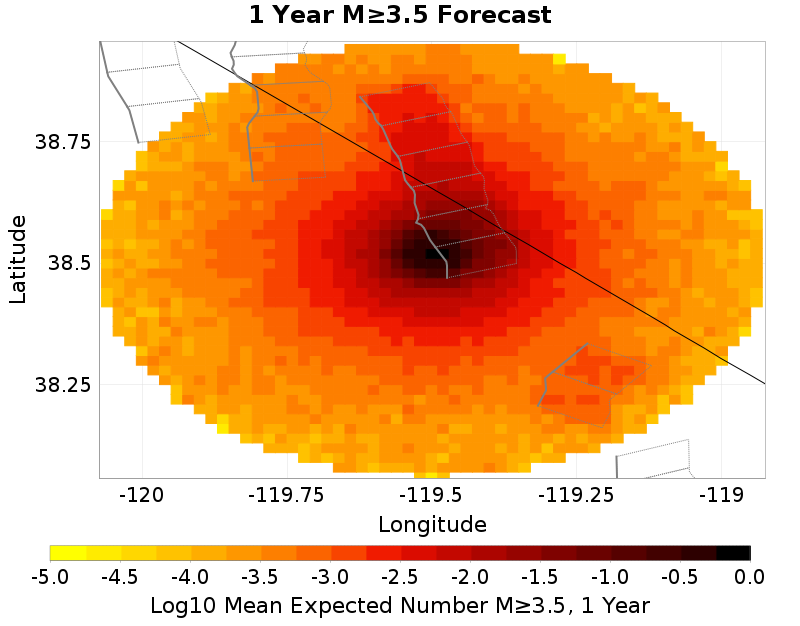 1 Year M≥3.5 Forecast
Latitude
38.75
38.5
38.25
-120 -119.75 -119.5 -119.25 -119
Longitude
-5.0 -4.5 -4.0 -3.5 -3.0 -2.5 -2.0 -1.5 -1.0 -0.5 0.0
Log10 Mean Expected Number M≥3.5, 1 Year